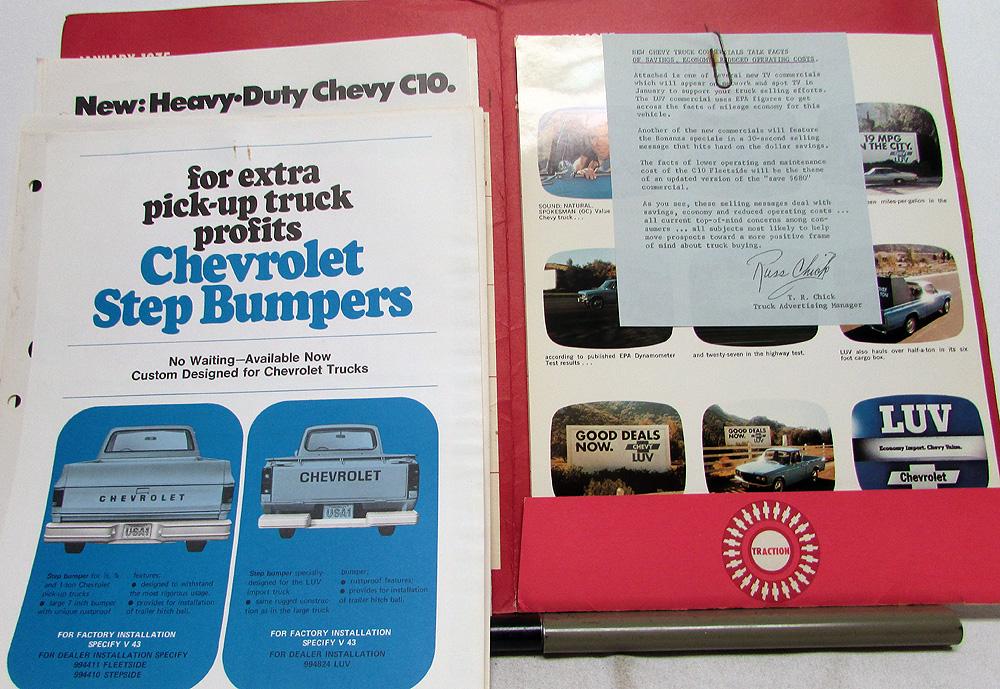 JANUARY 1975
New: Heavy-Duty Chevy C10.
for extra
pick-up truck
profits
Chevrolet
Step Bumpers
No Waiting—Available Now
Custom Designed for Chevrolet Trucks
CHEVROLET
USA1
Step bumper for ½, ¾
and 1-ton Chevrolet
pick-up trucks
● large 7 inch bumper
with unique rustproof
features:
● designed to withstand
the most rigorous usage.
● provides for installation
of trailer hitch ball.
FOR FACTORY INSTALLATION
SPECIFY V 43
FOR DEALER INSTALLATION SPECIFY
994411 FLEETSIDE
994410 STEPSIDE
CHEVROLET
USA1
Step bumper specially
designed for the LUV
import truck
● same rugged construc-
tion as in the large truck
bumper;
● rustproof features;
● provides for installation
of trailer hitch ball.
FOR FACTORY INSTALLATION
SPECIFY V 43
FOR DEALER INSTALLATION
994824 LUV
NEW CHEVY TRUCK COMMERCIALS TALK FACTS
OF SAVINGS, ECONOMY, REDUCED OPERATING COSTS.
Attached is one of several new TV commercials
which will appear on network and spot TV in
January to support your truck selling efforts.
The LUV commercial uses EPA figures to get
across the facts of mileage economy for this
vehicle.
Another of the new commercials will feature
the Bonanza specials in a 30-second selling
message that hits hard on the dollar savings.
The facts of lower operating and maintenance
cost of the C10 Fleetside will be the theme
of an updated version of the "save $680"
commercial.
As you see, these selling messages deal with
savings, economy and reduced operating costs ...
all current top-of-mind concerns among con-
sumers ... all subjects most likely to help
move prospects toward a more positive frame
of mind about truck buying.
Russ Chick
T. R. Chick
Truck Advertising Manager
19 MPG
IN THE CITY.
LUV
SOUND: NATURAL.
SPOKESMAN (OC) Value
Chevy truck . . .
new miles-per-gallon in the
according to published EPA Dynamometer
Test results . . .
and twenty-seven in the highway test.
LUV also hauls over half-a-ton in its six
foot cargo box.
GOOD DEALS
NOW.
CHEVY
LUV
GOOD DEALS
NOW.
CHEVY
LUV
LUV
Economy Import. Chevy Value.
Chevrolet
TRACTION